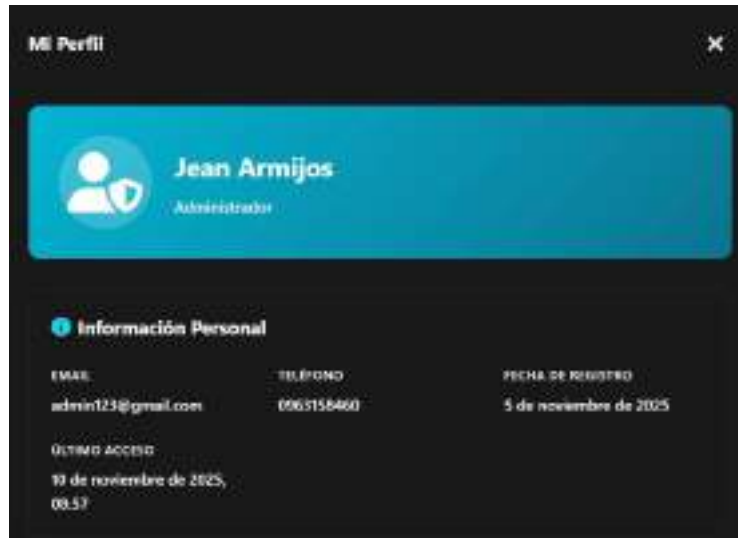 Mi Perfil
Jean Armijos
Administrador
Información Personal
EMAIL
TELÉFONO
FECHA DE REGISTRO
admin123@gmail.com
0963158460
5 de noviembre de 2025
ÚLTIMO ACCESO
10 de noviembre de 2025,
08:57